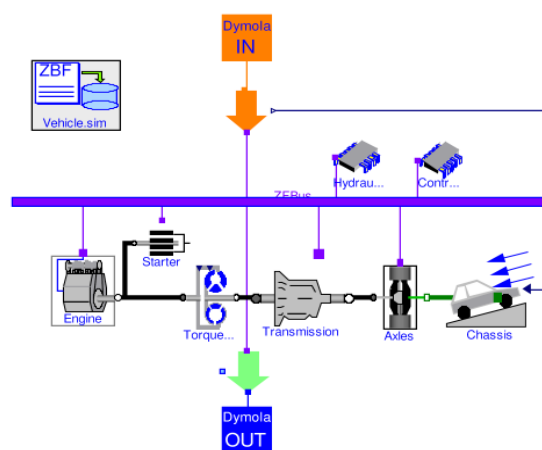 Dymola
IN
ZBF
Vehicle.sim
Hydrau...
Contr...
ZFBus
Starter
Engine
Torque...
Transmission
Axles
Chassis
Dymola
OUT